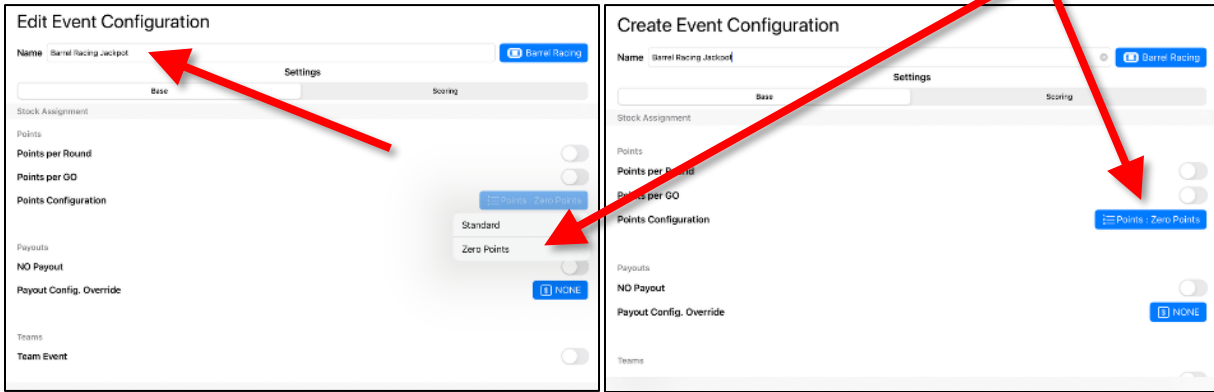 Edit Event Configuration
Name Barrel Racing Jackpot Barrel Racing
Settings
Base Scoring
Stock Assignment
Points
Points per Round
Points per GO
Points Configuration Points : Zero Points
Standard
Zero Points
Payouts
NO Payout
Payout Config. Override $ NONE
Teams
Team Event
Create Event Configuration
Name Barrel Racing Jackpot Barrel Racing
Settings
Base Scoring
Stock Assignment
Points
Points per Round
Points per GO
Points Configuration Points : Zero Points
Payouts
NO Payout
Payout Config. Override $ NONE
Teams